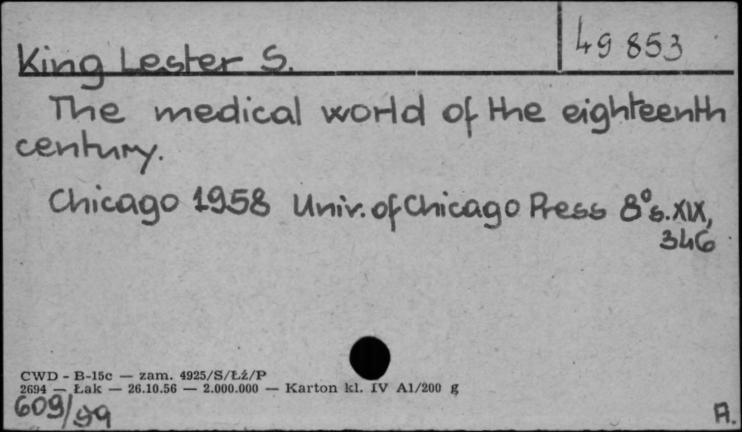 49 853
King Lester S.
The medical world of the eighteenth
century.
Chicago 1958 Univ. of Chicago Press 8° s. XIX,
346
CWD - B-15c — zam. 4925/S/Łź/P
2694 — Łak — 26.10.56 — 2.000.000 — Karton kl. IV A1/200 g
609/99
A.